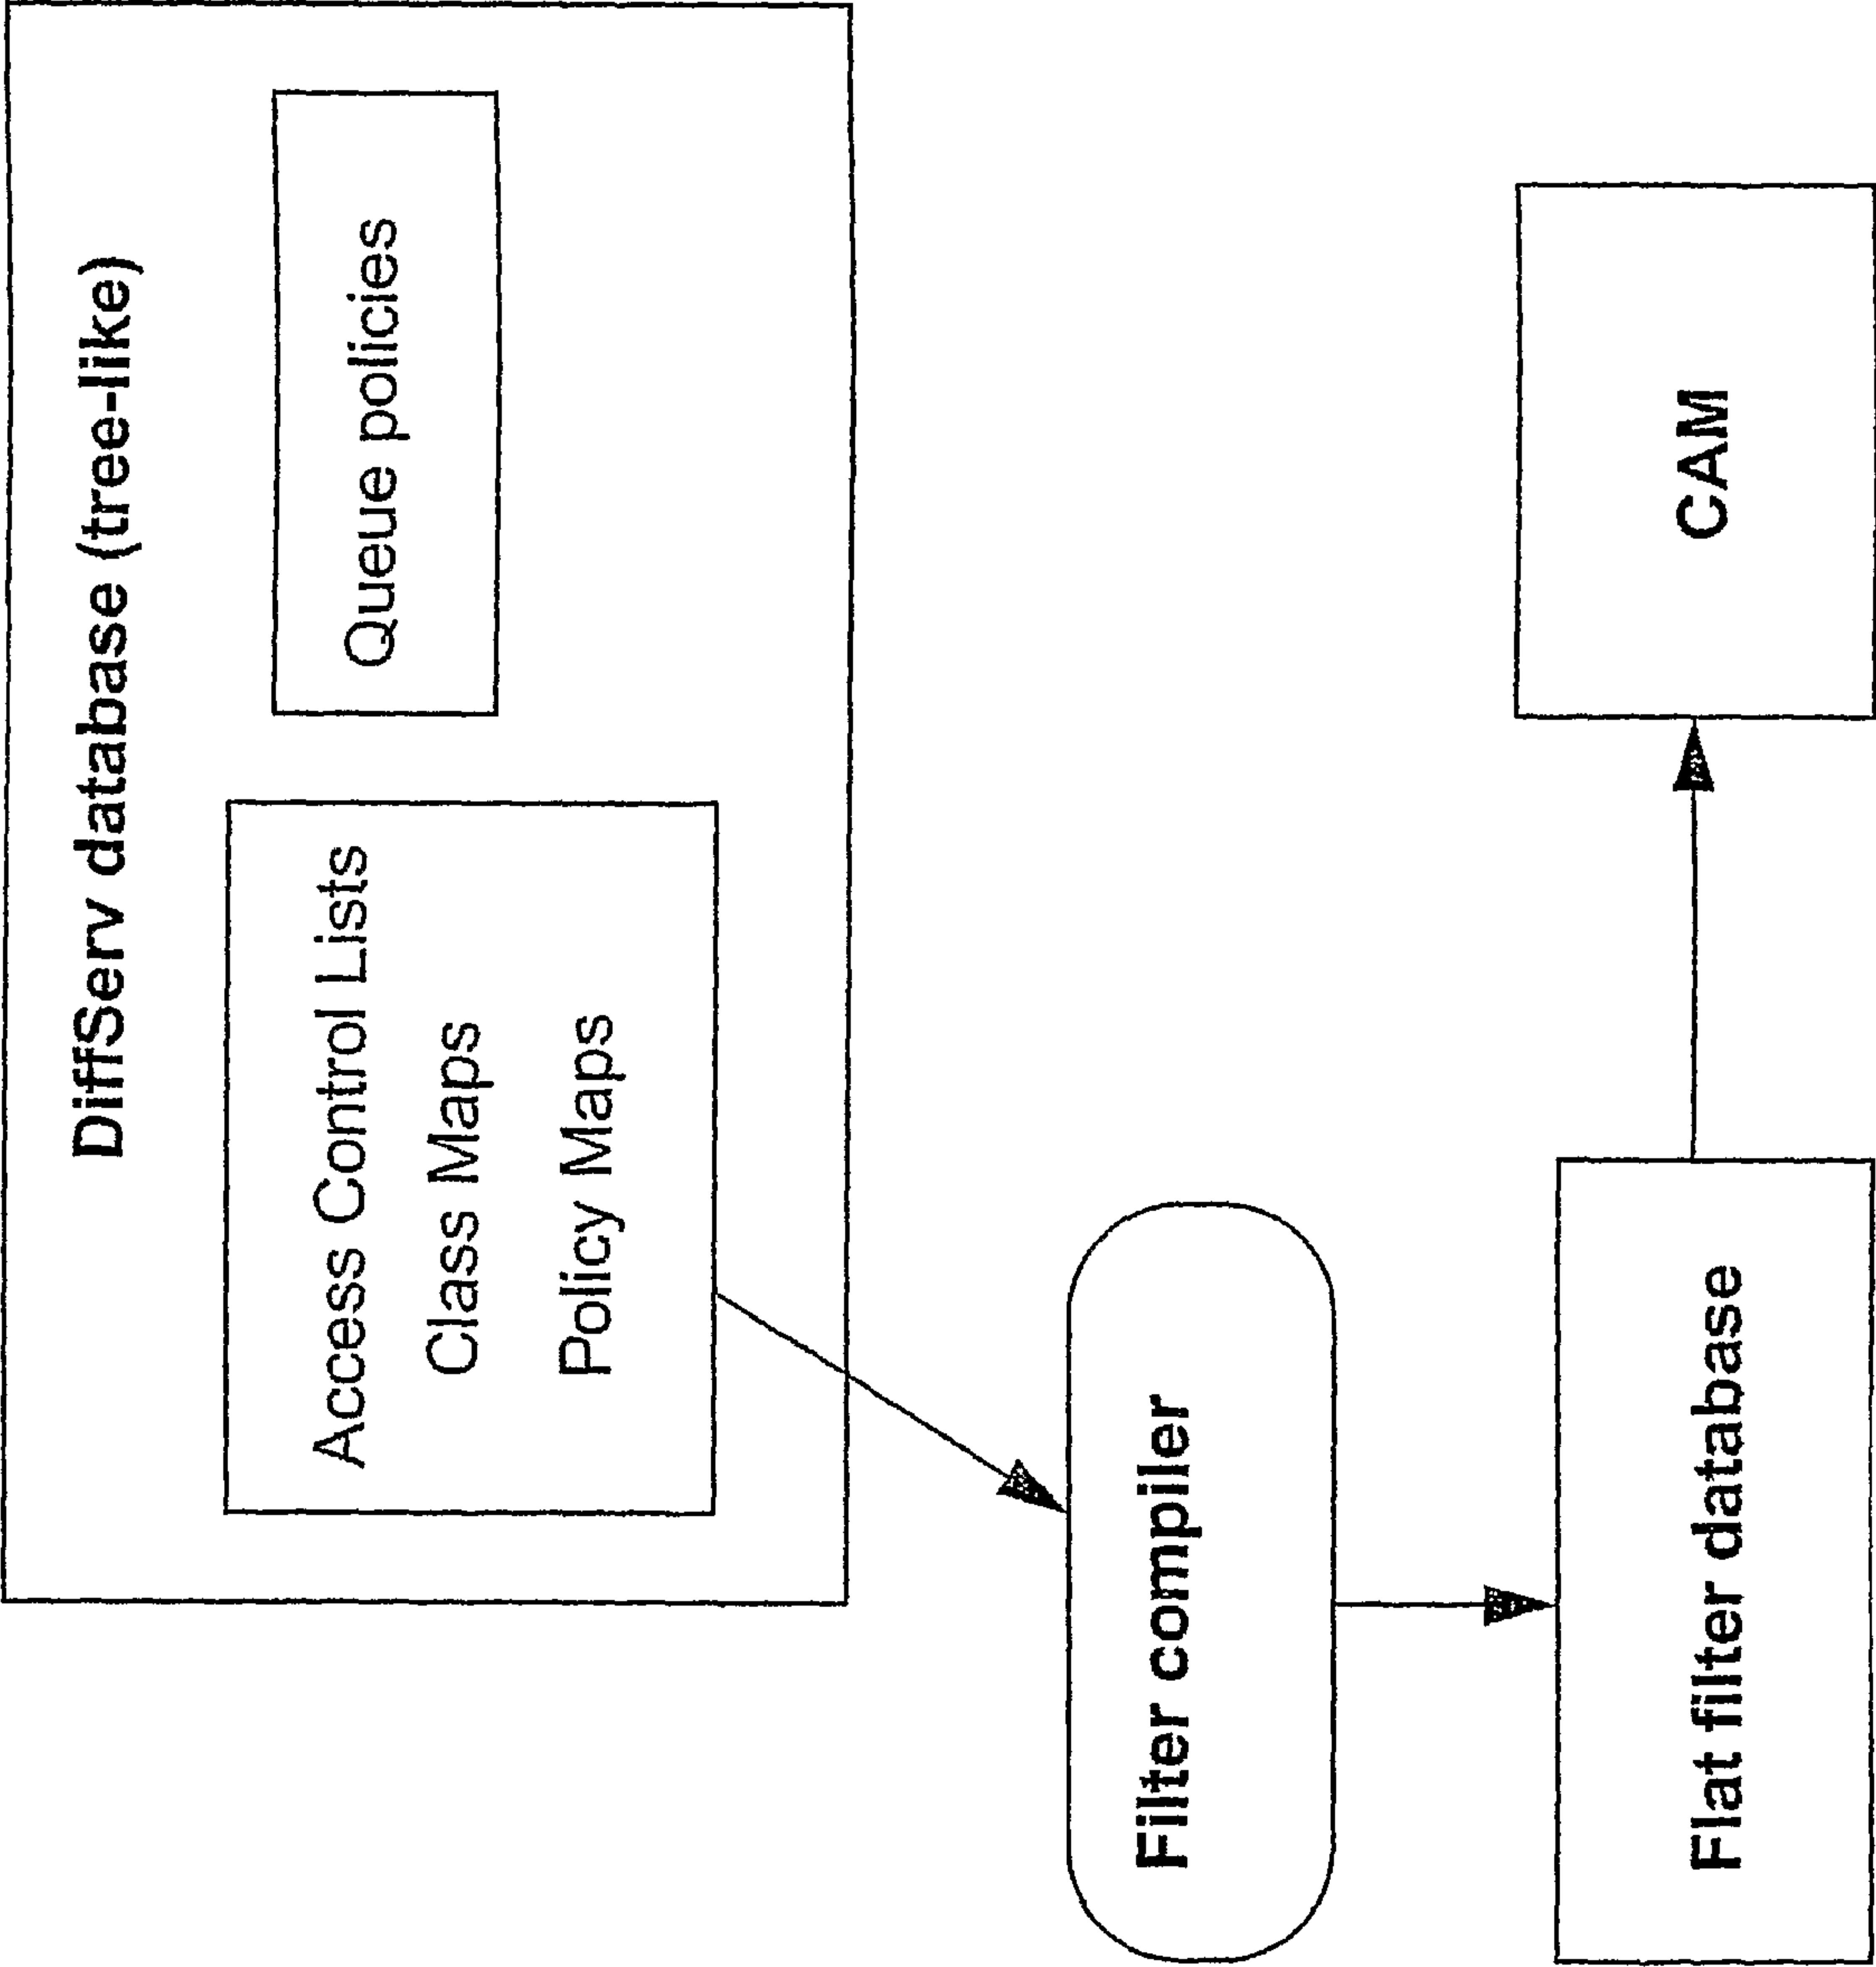 DiffServ database (tree-like)
Access Control Lists
Class Maps
Policy Maps
Queue policies
Filter compiler
Flat filter database
CAM